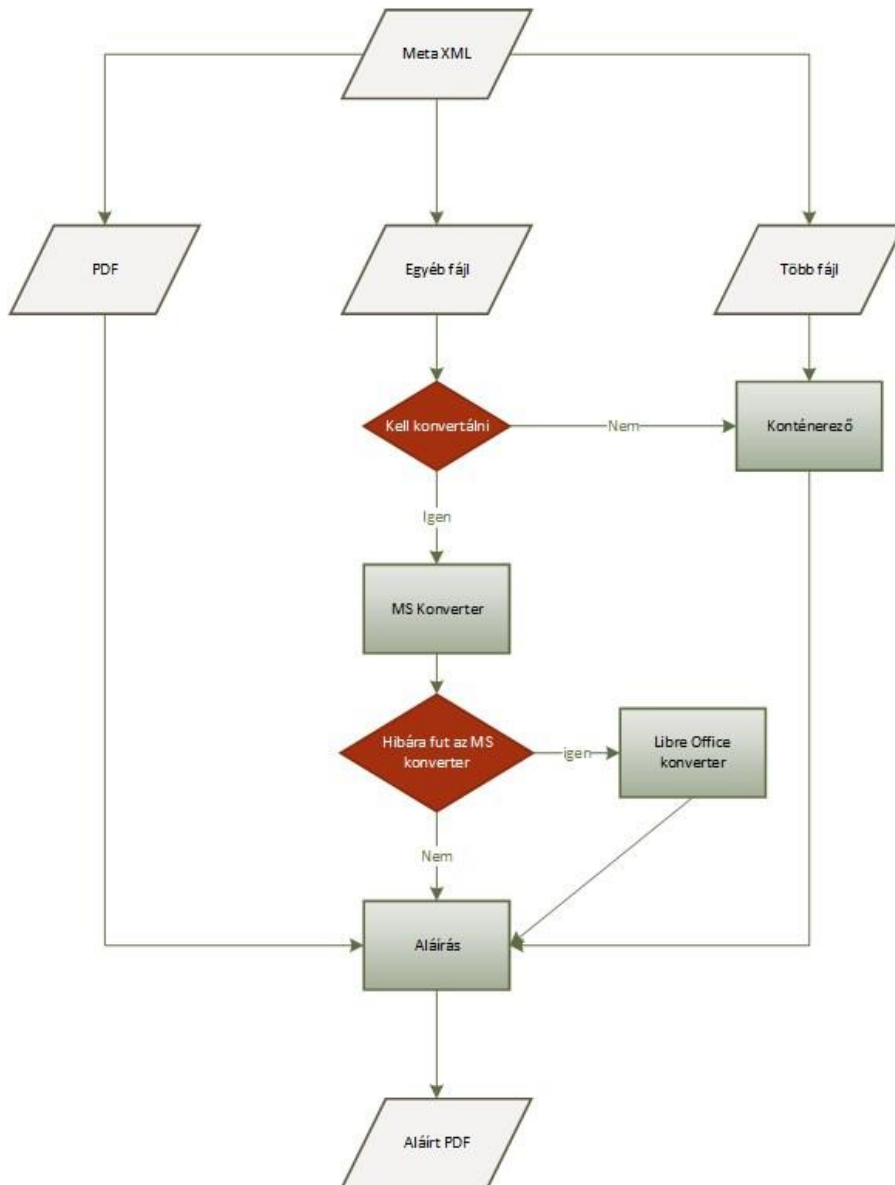 Meta XML
PDF
Egyéb fájl
Több fájl
Kell konvertálni
Nem
Konténerező
Igen
MS Konverter
Hibára fut az MS
konverter
igen
Libre Office
konverter
Nem
Aláírás
Aláírt PDF